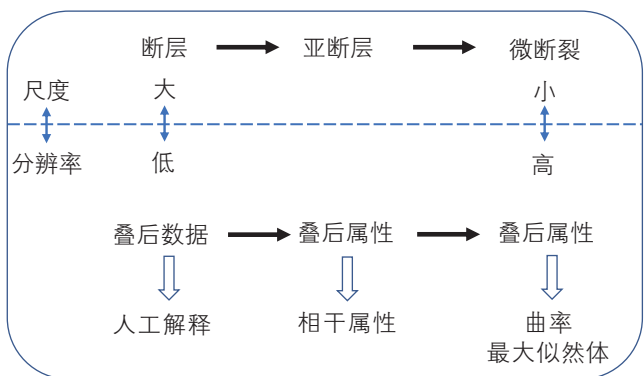 断层 亚断层 微断裂
尺度 大 小
分辨率 低 高
叠后数据 叠后属性 叠后属性
人工解释 相干属性 曲率
最大似然体